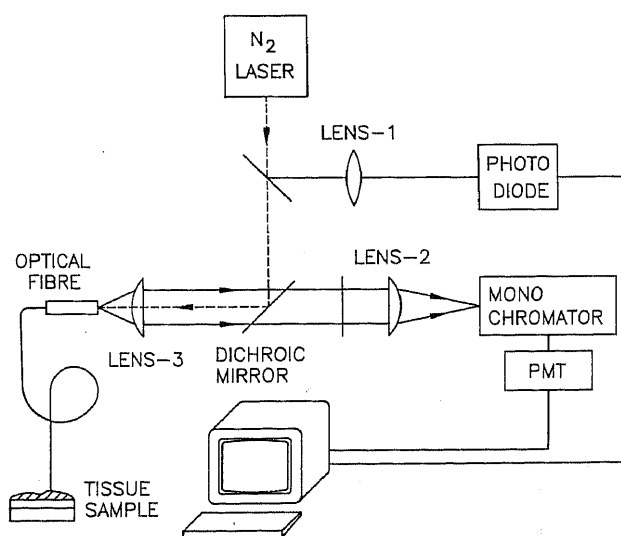 N2
LASER
LENS-1
PHOTO
DIODE
OPTICAL
FIBRE
LENS-2
LENS-3
DICHROIC
MIRROR
MONO
CHROMATOR
PMT
TISSUE
SAMPLE